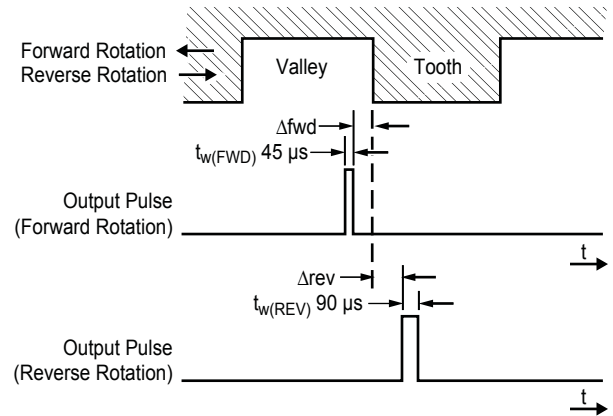 Forward Rotation
Reverse Rotation
Valley
Tooth
Δfwd
tw(FWD) 45 µs
Output Pulse
(Forward Rotation)
t
Δrev
tw(REV) 90 µs
Output Pulse
(Reverse Rotation)
t